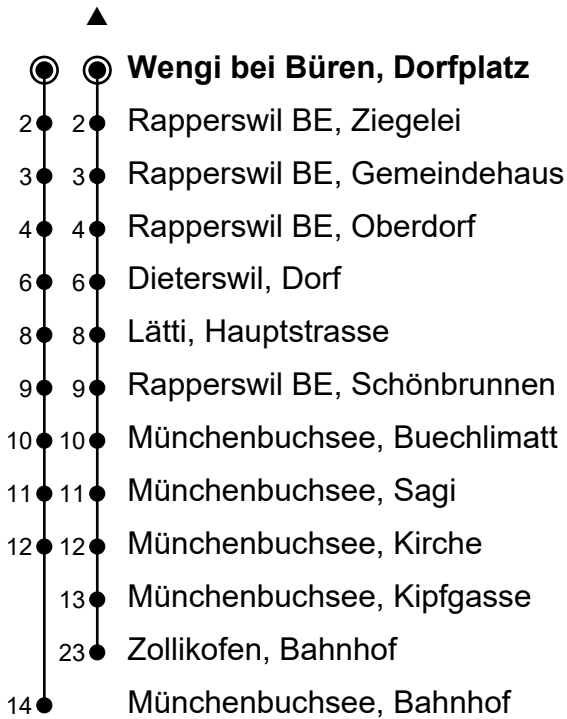 ▲
Wengi bei Büren, Dorfplatz
2 2 Rapperswil BE, Ziegelei
3 3 Rapperswil BE, Gemeindehaus
4 4 Rapperswil BE, Oberdorf
6 6 Dieterswil, Dorf
8 8 Lätti, Hauptstrasse
9 9 Rapperswil BE, Schönbrunnen
10 10 Münchenbuchsee, Buechlimatt
11 11 Münchenbuchsee, Sagi
12 12 Münchenbuchsee, Kirche
13 Münchenbuchsee, Kipfgasse
23 Zollikofen, Bahnhof
14 Münchenbuchsee, Bahnhof